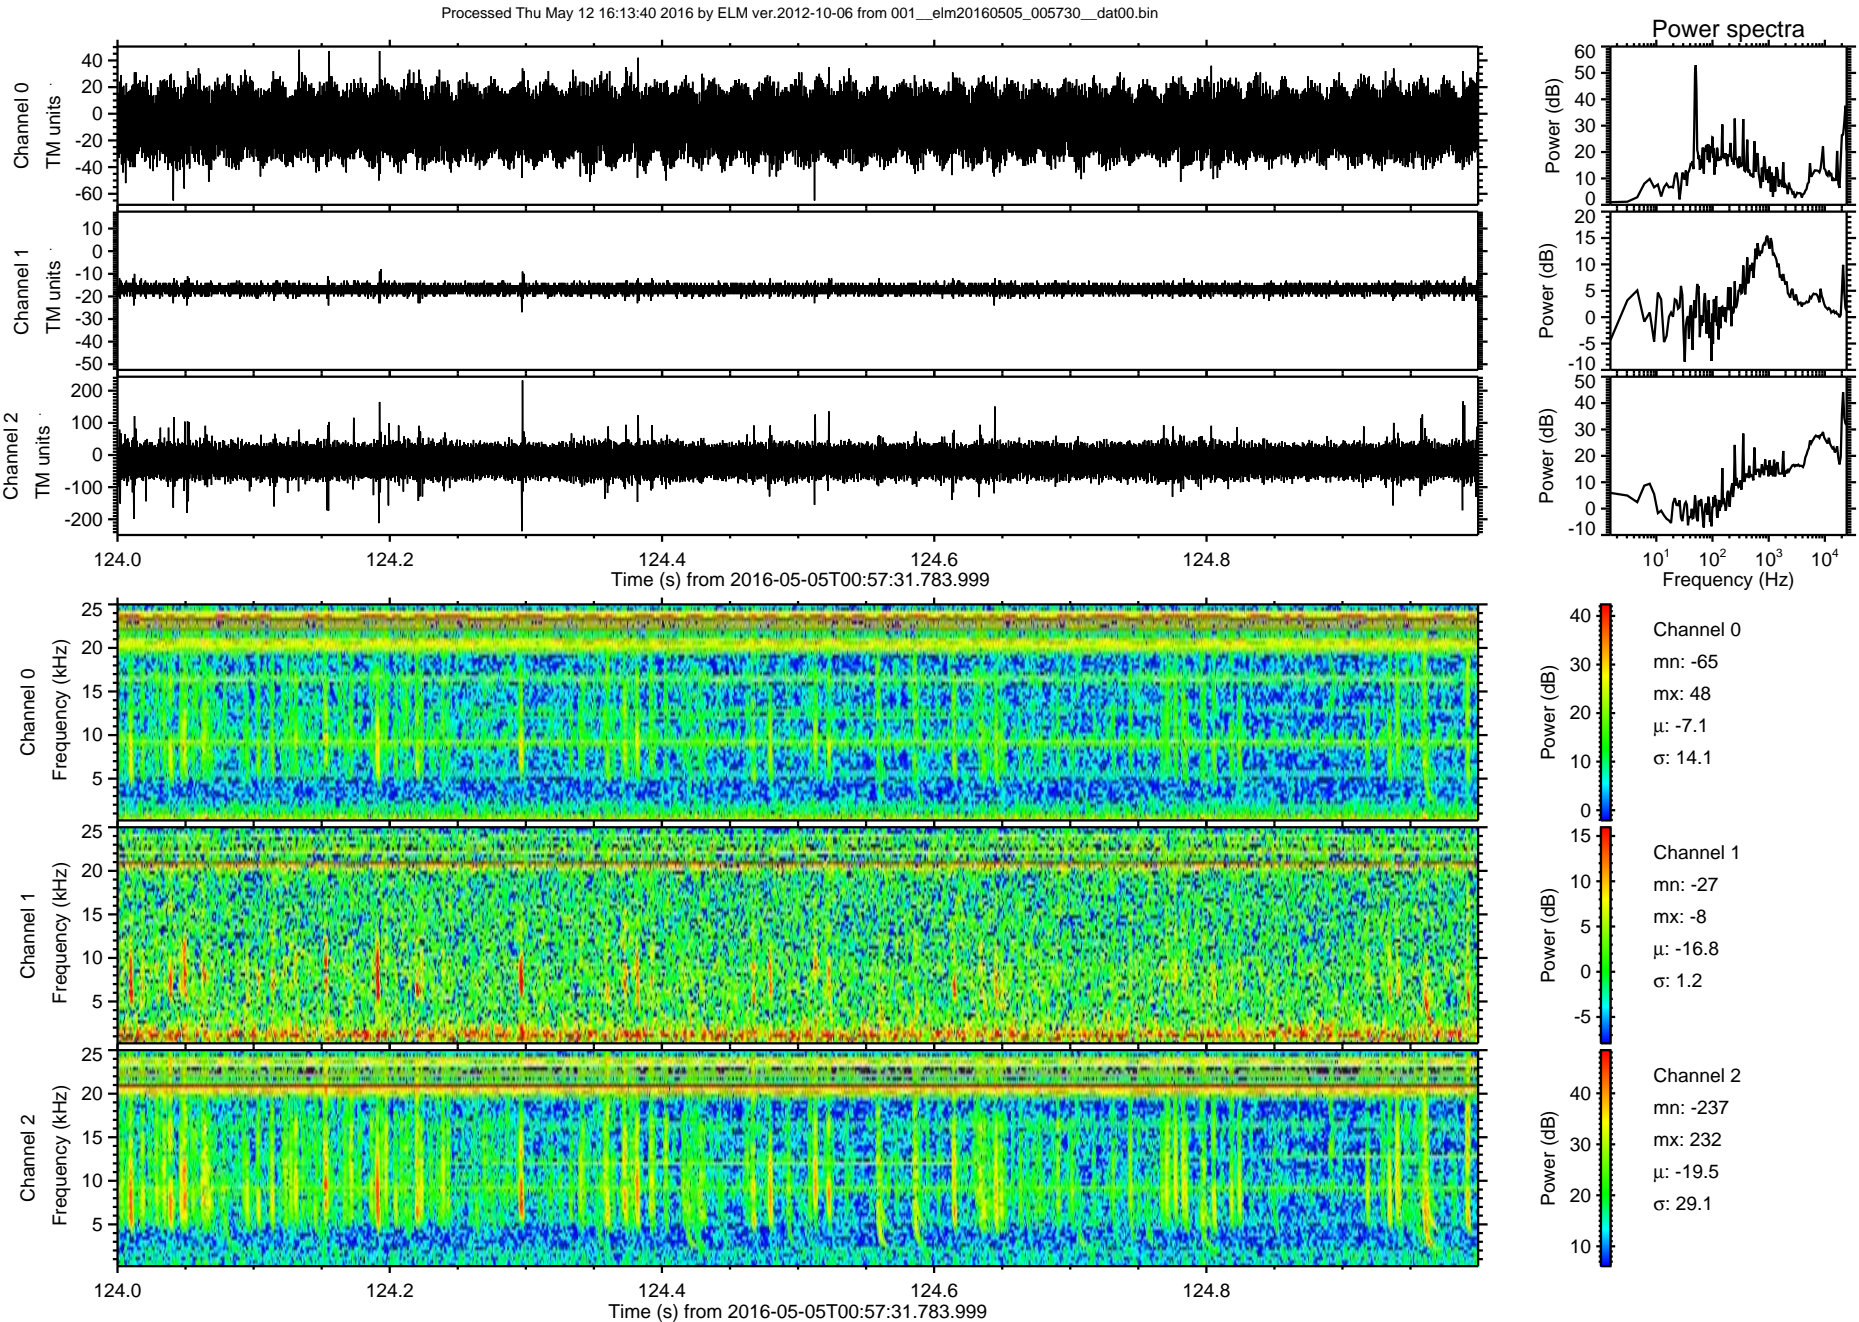 Processed Thu May 12 16:13:40 2016 by ELM ver.2012-10-06 from 001__elm20160505_005730__dat00.bin
Power spectra
Channel 0
TM units
40
20
0
-20
-40
-60
Power (dB)
60
50
40
30
20
10
0
Channel 1
TM units
10
0
-10
-20
-30
-40
-50
Power (dB)
20
15
10
5
0
-5
-10
Channel 2
TM units
200
100
0
-100
-200
Power (dB)
50
40
30
20
10
0
-10
124.0 124.2 124.4 124.6 124.8
Time (s) from 2016-05-05T00:57:31.783.999
10¹ 10² 10³ 10⁴
Frequency (Hz)
Channel 0
Frequency (kHz)
25
20
15
10
5
Power (dB)
40
30
20
10
0
Channel 0
mn: -65
mx: 48
μ: -7.1
σ: 14.1
Channel 1
Frequency (kHz)
25
20
15
10
5
Power (dB)
15
10
5
0
-5
Channel 1
mn: -27
mx: -8
μ: -16.8
σ: 1.2
Channel 2
Frequency (kHz)
25
20
15
10
5
Power (dB)
40
30
20
10
Channel 2
mn: -237
mx: 232
μ: -19.5
σ: 29.1
124.0 124.2 124.4 124.6 124.8
Time (s) from 2016-05-05T00:57:31.783.999